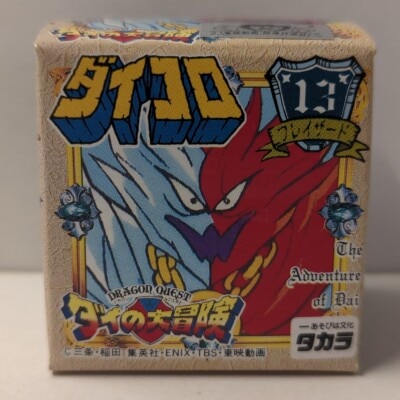 ダイコロ
13
フレイザード
The
Adventure
of Dai
DRAGON QUEST
ダイの大冒険
©三条・稲田 集英社・ENIX・TBS・東映動画
あそびは文化
タカラ